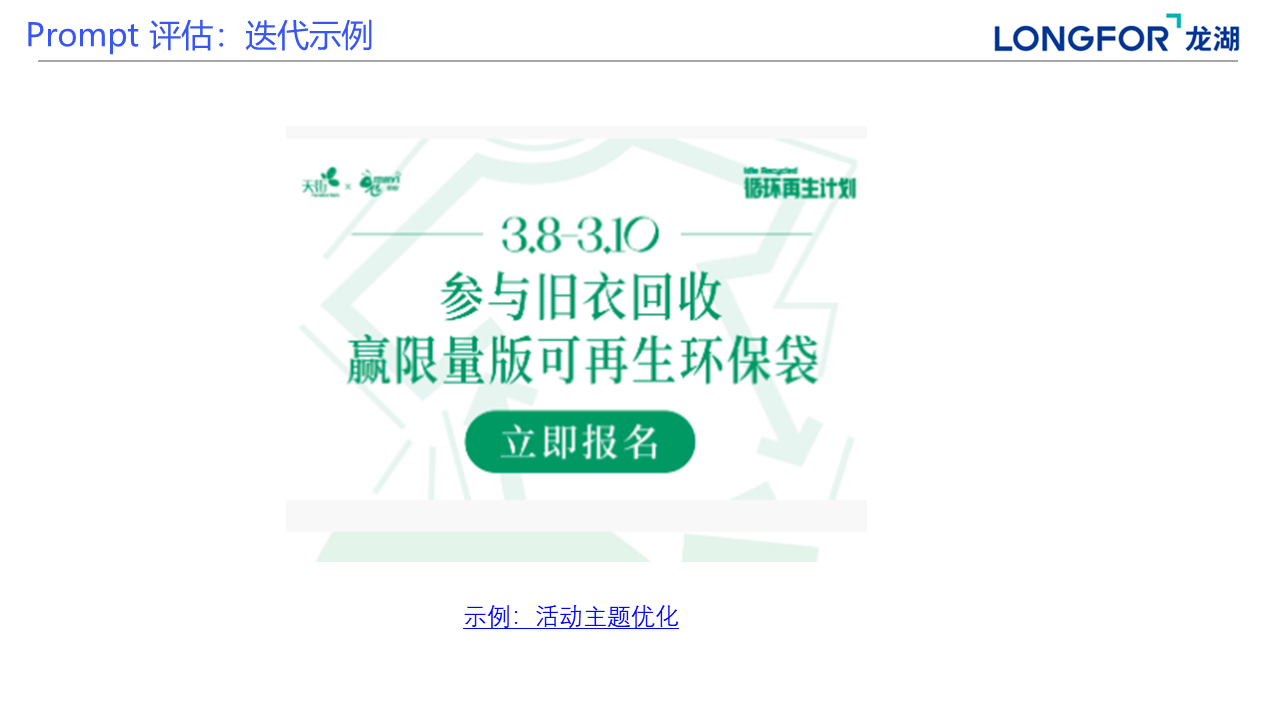 Prompt 评估：迭代示例
LONGFOR 龙湖
天街 ×
Idle Recycled
循环再生计划
3.8-3.10
参与旧衣回收
赢限量版可再生环保袋
立即报名
示例：活动主题优化